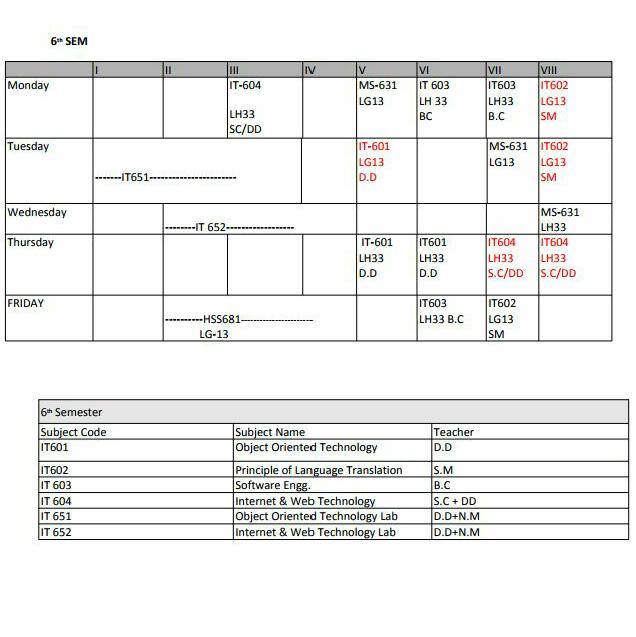 6th SEM
I II III IV V VI VII VIII
Monday IT-604 MS-631 IT 603 IT603 IT602
LG13 LH 33 LH33 LG13
LH33 BC B.C SM
SC/DD
Tuesday IT-601 MS-631 IT602
LG13 LG13 LG13
-------IT651----------------------- D.D SM
Wednesday MS-631
--------IT 652------------------ LH33
Thursday IT-601 IT601 IT604 IT604
LH33 LH33 LH33 LH33
D.D D.D S.C/DD S.C/DD
FRIDAY IT603 IT602
----------HSS681----------------------- LH33 B.C LG13
LG-13 SM
6th Semester
Subject Code Subject Name Teacher
IT601 Object Oriented Technology D.D
IT602 Principle of Language Translation S.M
IT 603 Software Engg. B.C
IT 604 Internet & Web Technology S.C + DD
IT 651 Object Oriented Technology Lab D.D+N.M
IT 652 Internet & Web Technology Lab D.D+N.M